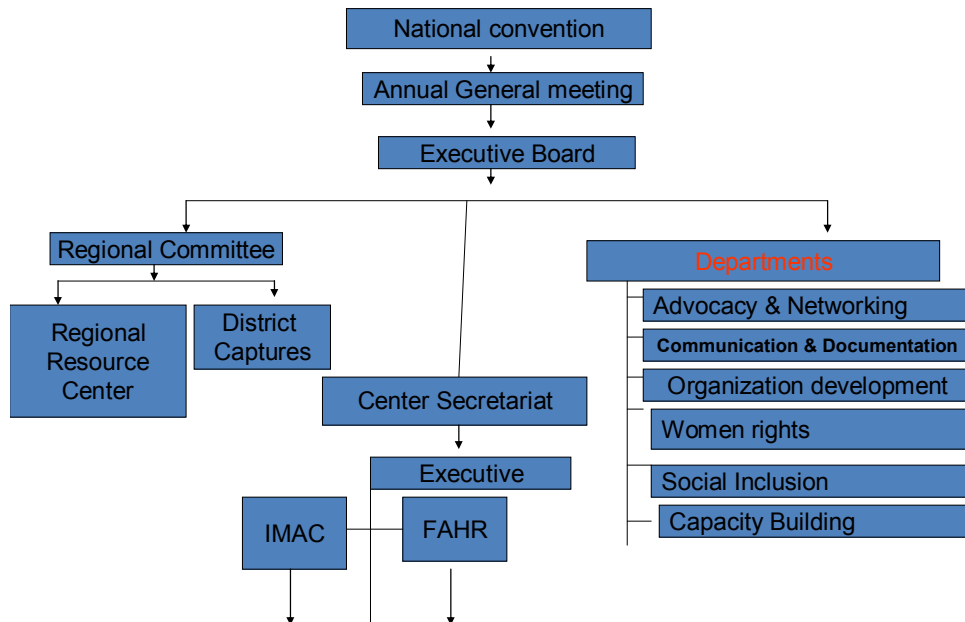 National convention
Annual General meeting
Executive Board
Regional Committee
Departments
Regional
Resource
Center
District
Captures
Advocacy & Networking
Communication & Documentation
Organization development
Women rights
Social Inclusion
Capacity Building
Center Secretariat
Executive
IMAC
FAHR